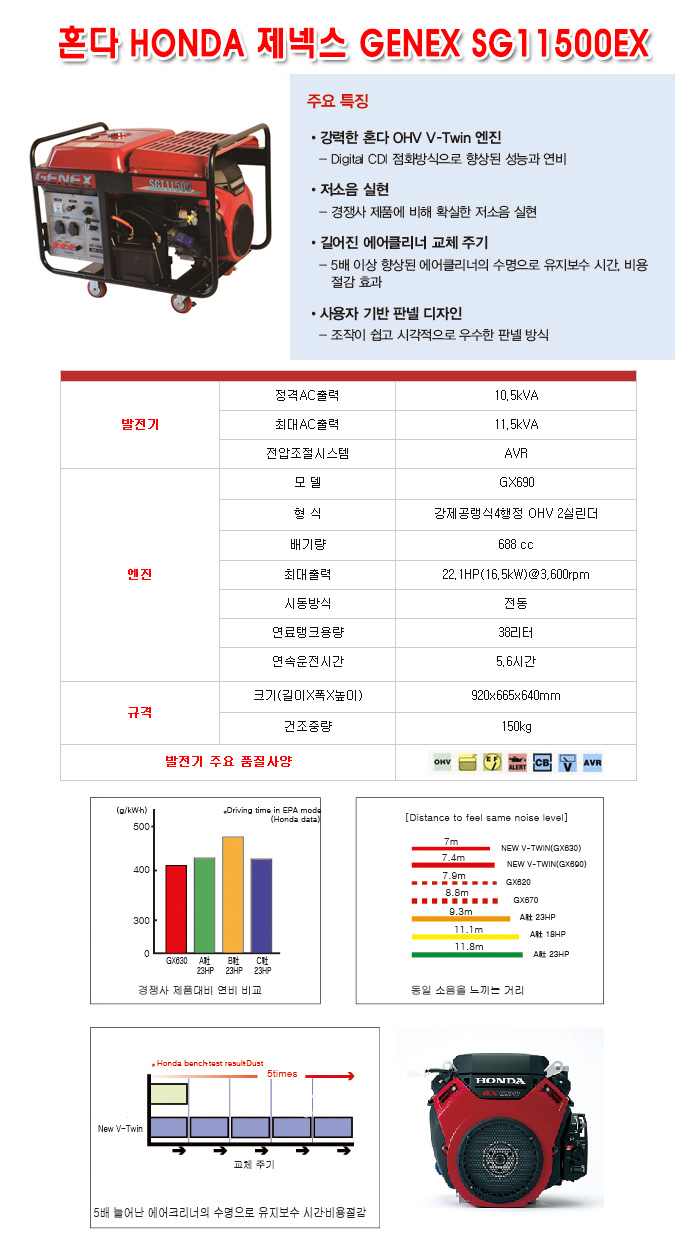 혼다 HONDA 제넥스 GENEX SG11500EX
GENEX
주요 특징
• 강력한 혼다 OHV V-Twin 엔진
– Digital CDI 점화방식으로 향상된 성능과 연비
• 저소음 실현
– 경쟁사 제품에 비해 확실한 저소음 실현
• 길어진 에어클리너 교체 주기
– 5배 이상 향상된 에어클리너의 수명으로 유지보수 시간, 비용
절감 효과
• 사용자 기반 판넬 디자인
– 조작이 쉽고 시각적으로 우수한 판넬 방식
발전기
정격AC출력 10,5kVA
최대AC출력 11,5kVA
전압조절시스템 AVR
엔진
모 델 GX690
형 식 강제공랭식4행정 OHV 2실린더
배기량 688 cc
최대출력 22,1HP(16,5kW)@3,600rpm
시동방식 전동
연료탱크용량 38리터
연속운전시간 5,6시간
규격
크기(길이X폭X높이) 920x665x640mm
건조중량 150kg
발전기 주요 품질사양
OHV ALERT CB V AVR
(g/kW·h)
*Driving time in EPA mode
(Honda data)
500
400
300
0
GX630 A社 23HP B社 23HP C社 23HP
경쟁사 제품대비 연비 비교
[Distance to feel same noise level]
7m NEW V-TWIN(GX630)
7.4m NEW V-TWIN(GX690)
7.9m GX620
8.8m GX670
9.3m A社 23HP
11.1m A社 18HP
11.8m A社 23HP
동일 소음을 느끼는 거리
*Honda bench-test result:Dust
5times
New V-Twin
교체 주기
5배 늘어난 에어크리너의 수명으로 유지보수 시간·비용절감
HONDA